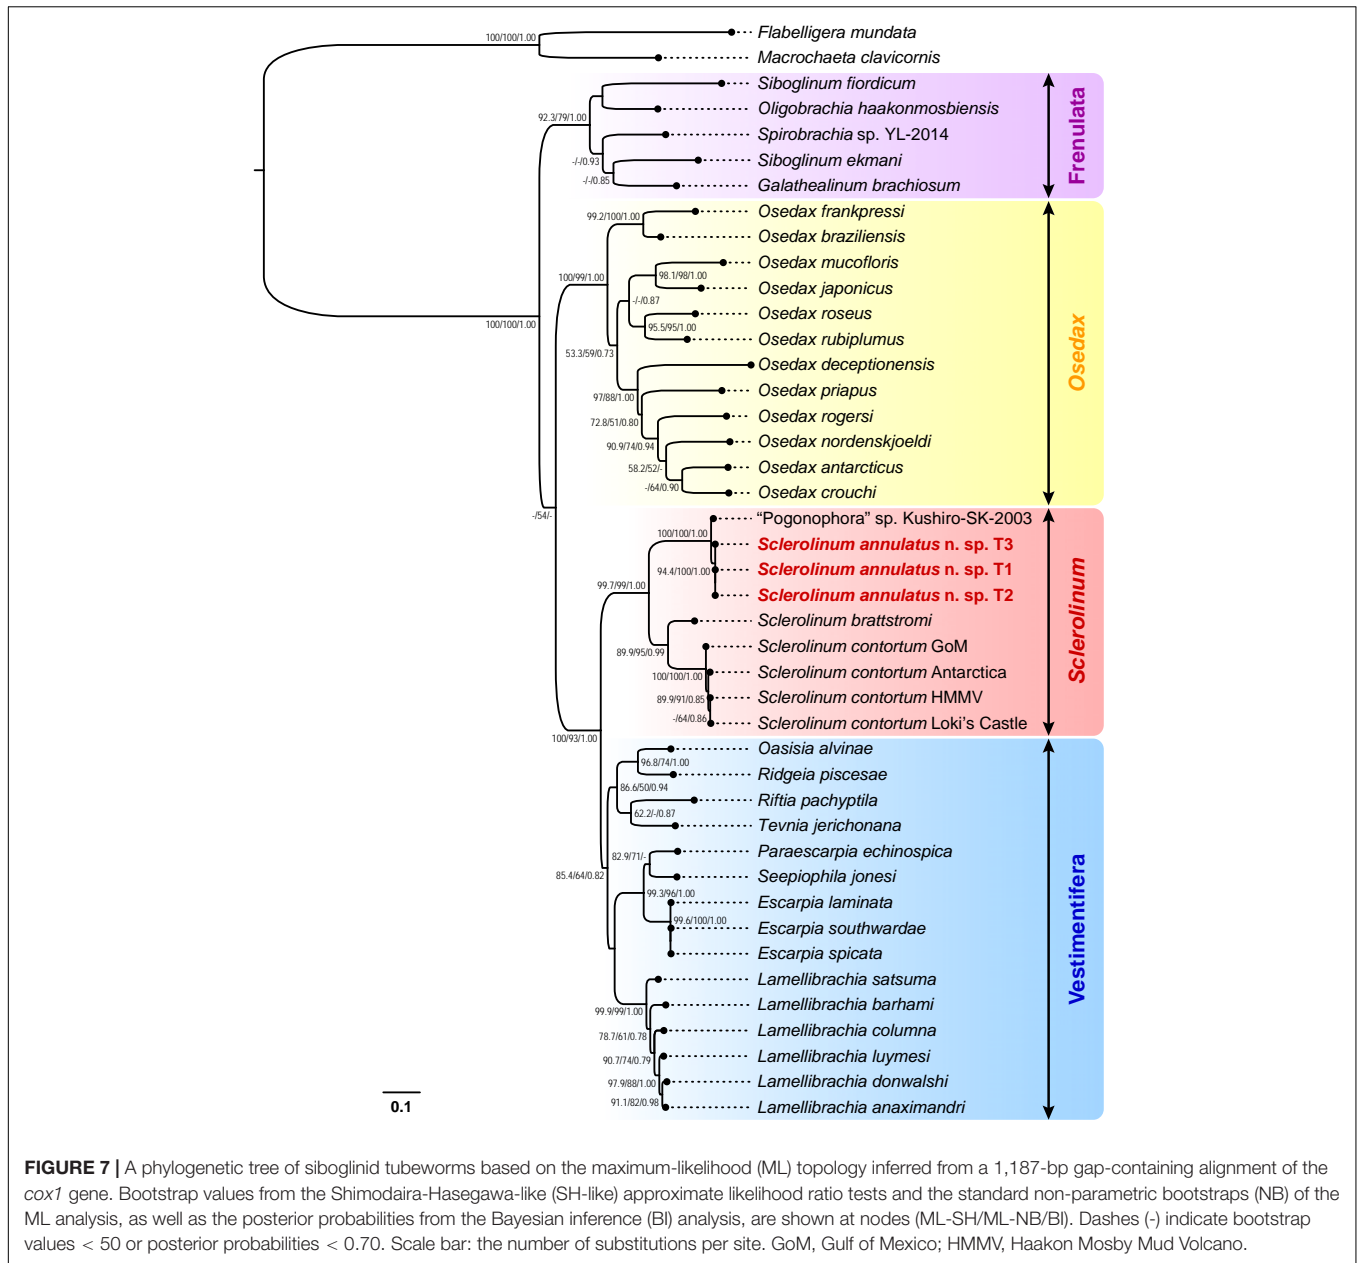 Flabelligera mundata
100/100/1.00
Macrochaeta clavicornis
Siboglinum fiordicum
Oligobrachia haakonmosbiensis
92.3/79/1.00
Spirobrachia sp. YL-2014
-/-/0.93
Siboglinum ekmani
-/-/0.85
Galathealinum brachiosum
Frenulata
Osedax frankpressi
99.2/100/1.00
Osedax braziliensis
Osedax mucofloris
98.1/98/1.00
100/99/1.00
Osedax japonicus
-/-/0.87
Osedax roseus
95.5/95/1.00
100/100/1.00
Osedax rubiplumus
53.3/59/0.73
Osedax deceptionensis
Osedax priapus
97/88/1.00
Osedax rogersi
72.8/51/0.80
Osedax nordenskjoeldi
90.9/74/0.94
Osedax antarcticus
58.2/52/-
-/64/0.90
Osedax crouchi
Osedax
-/54/-
“Pogonophora” sp. Kushiro-SK-2003
100/100/1.00
Sclerolinum annulatus n. sp. T3
94.4/100/1.00
Sclerolinum annulatus n. sp. T1
99.7/99/1.00
Sclerolinum annulatus n. sp. T2
Sclerolinum brattstromi
Sclerolinum contortum GoM
89.9/95/0.99
Sclerolinum contortum Antarctica
100/100/1.00
Sclerolinum contortum HMMV
89.9/91/0.85
-/64/0.86
Sclerolinum contortum Loki's Castle
Sclerolinum
100/93/1.00
Oasisia alvinae
96.8/74/1.00
Ridgeia piscesae
86.6/50/0.94
Riftia pachyptila
62.2/-/0.87
Tevnia jerichonana
Paraescarpia echinospica
82.9/71/-
85.4/64/0.82
Seepiophila jonesi
99.3/96/1.00
Escarpia laminata
99.6/100/1.00
Escarpia southwardae
Escarpia spicata
Lamellibrachia satsuma
Lamellibrachia barhami
99.9/99/1.00
Lamellibrachia columna
78.7/61/0.78
Lamellibrachia luymesi
90.7/74/0.79
Lamellibrachia donwalshi
97.9/88/1.00
91.1/82/0.98
Lamellibrachia anaximandri
Vestimentifera
0.1
FIGURE 7 | A phylogenetic tree of siboglinid tubeworms based on the maximum-likelihood (ML) topology inferred from a 1,187-bp gap-containing alignment of the
cox1 gene. Bootstrap values from the Shimodaira-Hasegawa-like (SH-like) approximate likelihood ratio tests and the standard non-parametric bootstraps (NB) of the
ML analysis, as well as the posterior probabilities from the Bayesian inference (BI) analysis, are shown at nodes (ML-SH/ML-NB/BI). Dashes (-) indicate bootstrap
values < 50 or posterior probabilities < 0.70. Scale bar: the number of substitutions per site. GoM, Gulf of Mexico; HMMV, Haakon Mosby Mud Volcano.